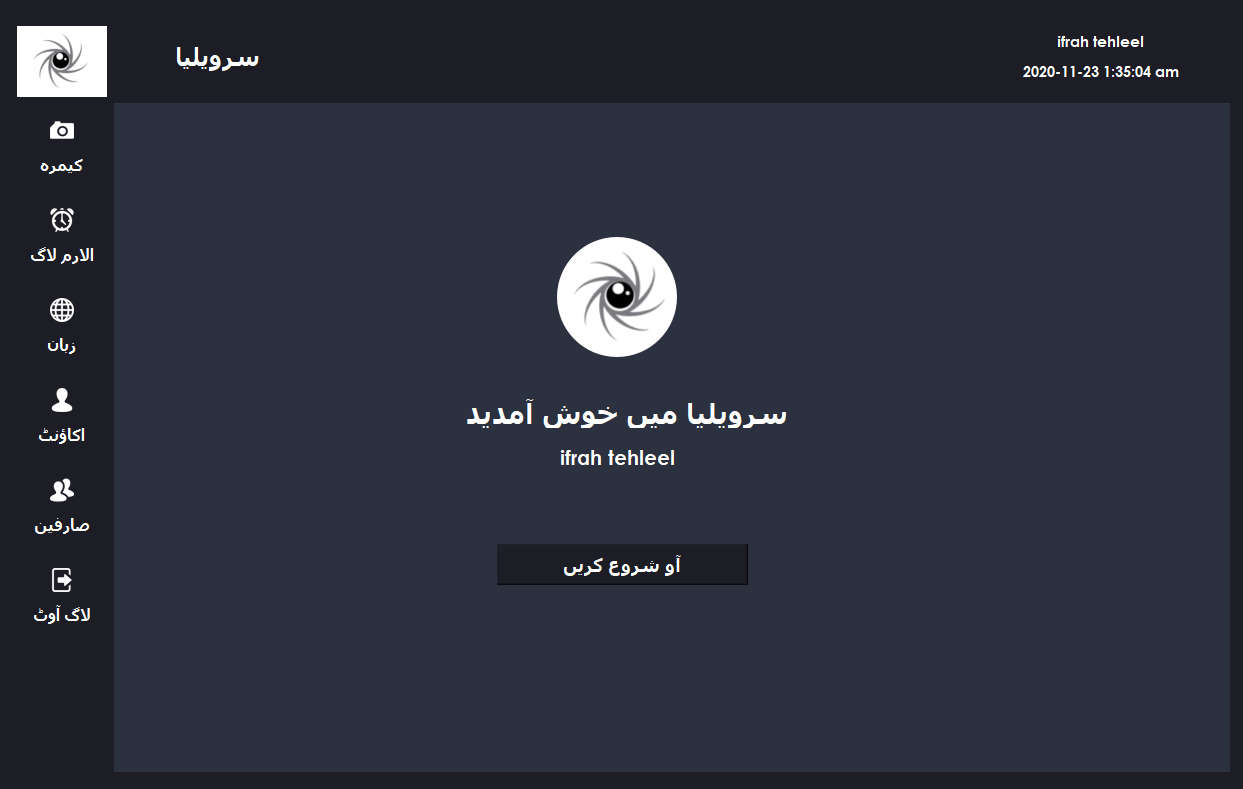 سرویلیا
ifrah tehleel
2020-11-23 1:35:04 am
کیمرہ
الارم لاگ
زبان
اکاؤنٹ
صارفین
لاگ آوٹ
سرویلیا میں خوش آمدید
ifrah tehleel
آو شروع کریں